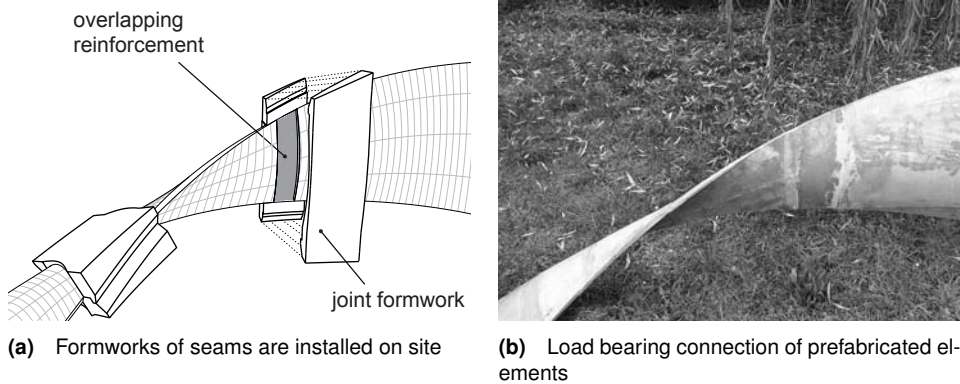 overlapping
reinforcement
joint formwork
(a) Formworks of seams are installed on site
(b) Load bearing connection of prefabricated el-
ements